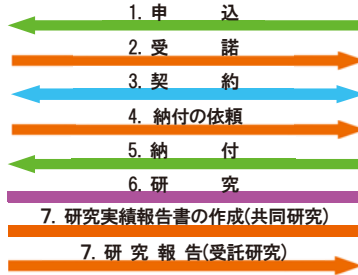 1. 申　　込
2. 受　　諾
3. 契　　約
4. 納付の依頼
5. 納　　付
6. 研　　究
7. 研究実績報告書の作成(共同研究)
7. 研 究 報 告(受託研究)